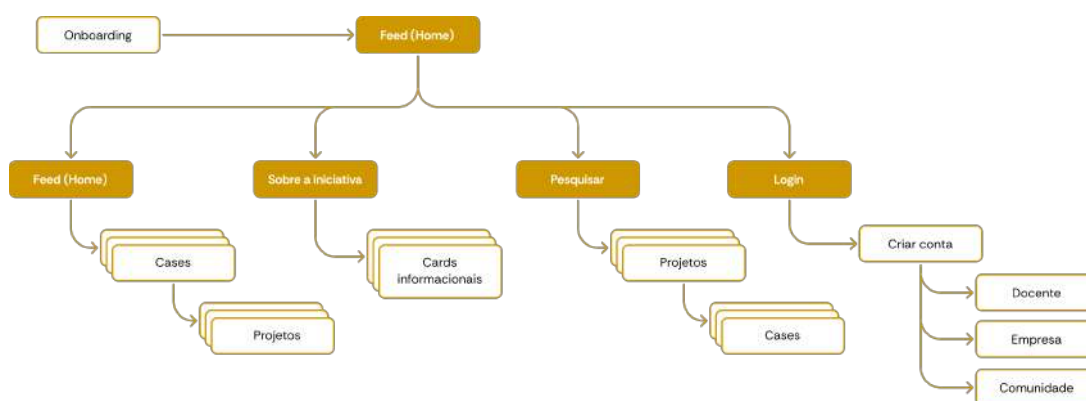 Onboarding
Feed (Home)
Feed (Home)
Sobre a iniciativa
Pesquisar
Login
Cases
Projetos
Cards
informacionais
Projetos
Cases
Criar conta
Docente
Empresa
Comunidade